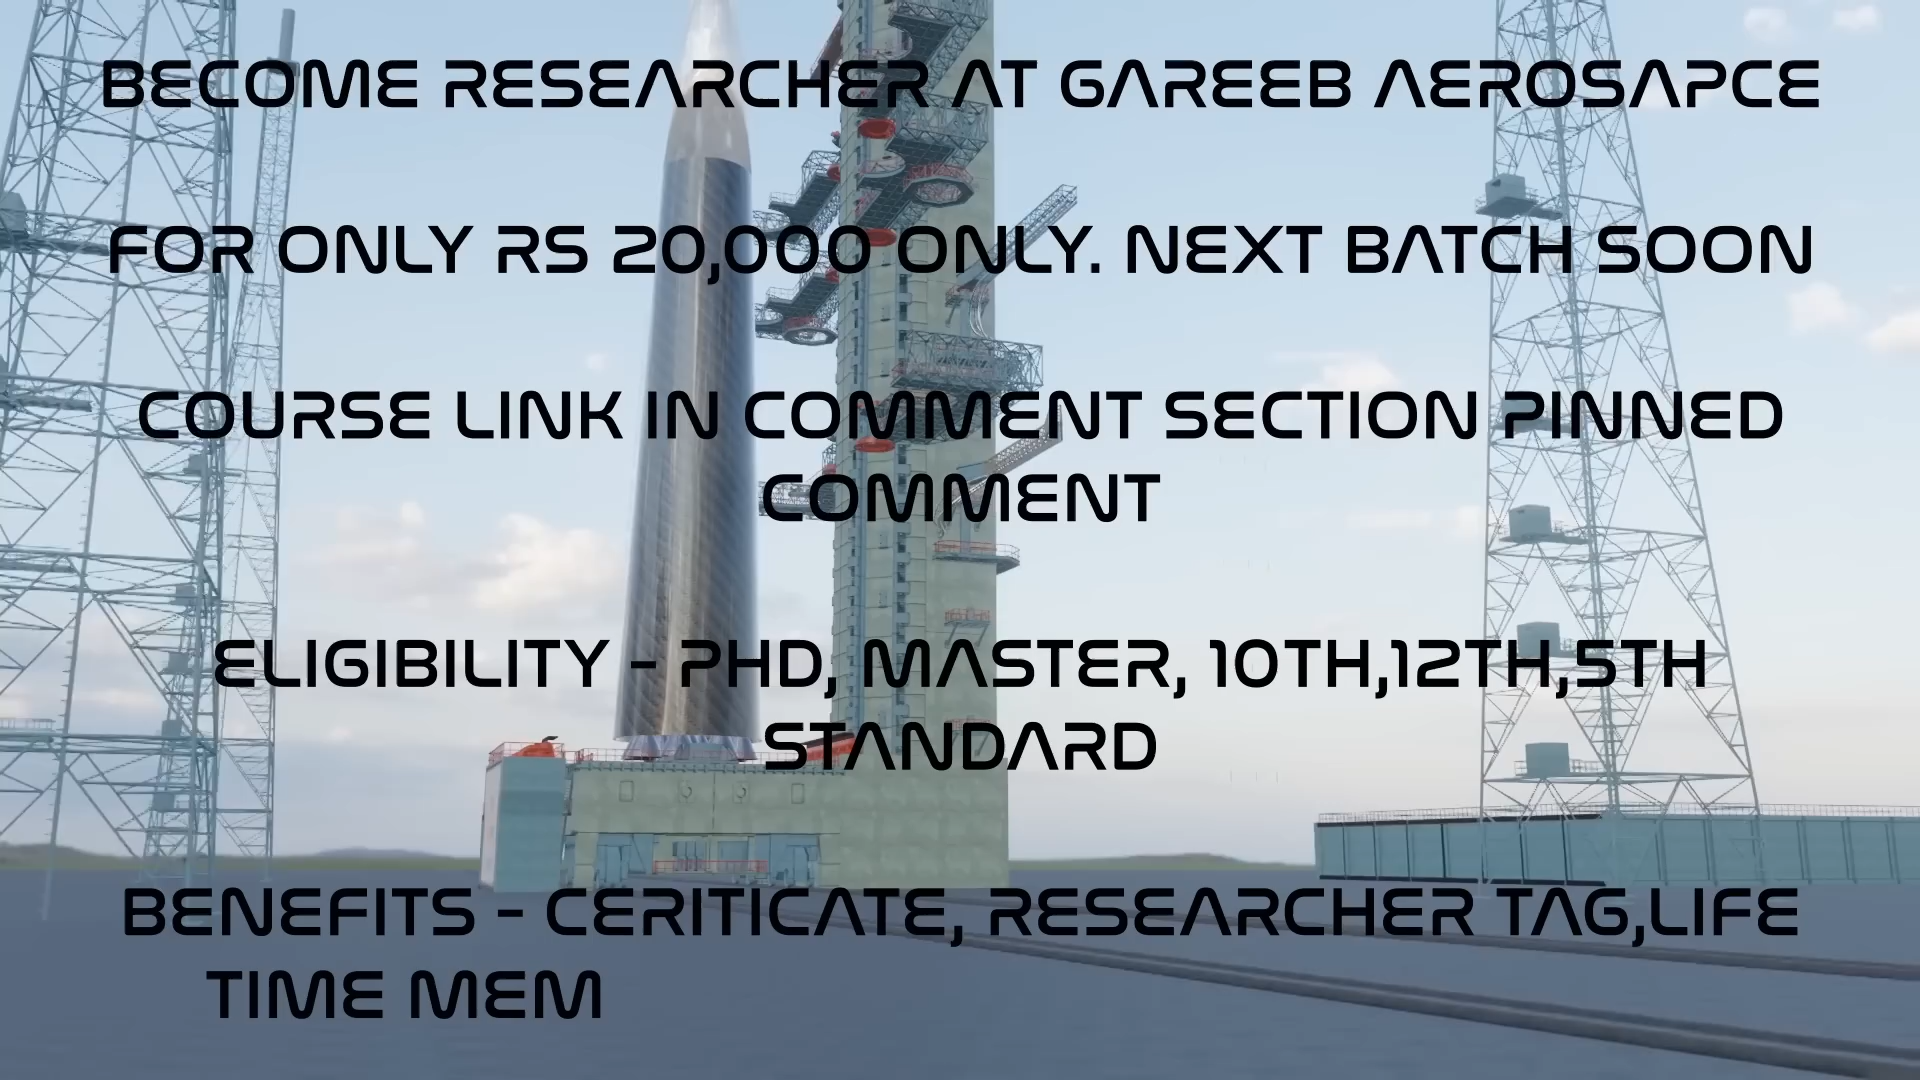 BECOME RESEARCHER AT GAREEB AEROSAPCE
FOR ONLY RS 20,000 ONLY. NEXT BATCH SOON
COURSE LINK IN COMMENT SECTION PINNED
COMMENT
ELIGIBILITY - PHD, MASTER, 10TH,12TH,5TH
STANDARD
BENEFITS - CERITICATE, RESEARCHER TAG,LIFE
TIME MEM